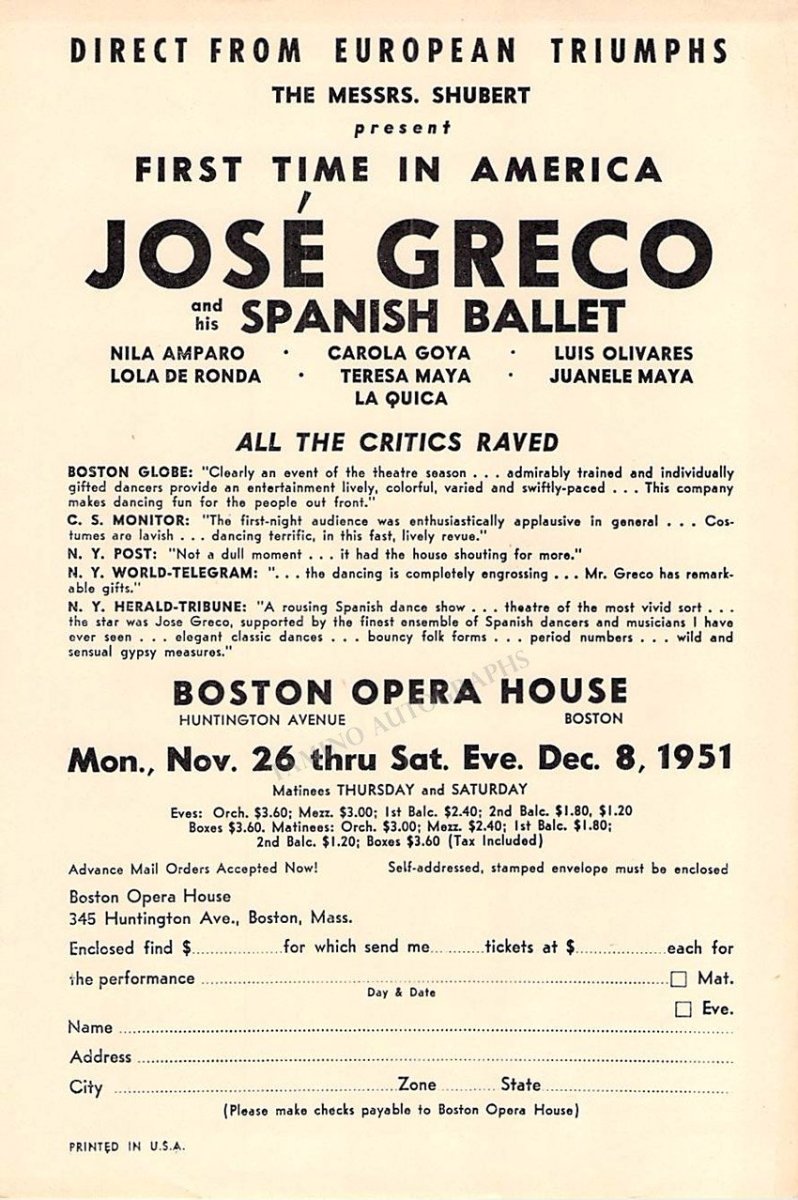 DIRECT FROM EUROPEAN TRIUMPHS
THE MESSRS. SHUBERT
present
FIRST TIME IN AMERICA
JOSÉ GRECO
and his SPANISH BALLET
NILA AMPARO · CAROLA GOYA · LUIS OLIVARES
LOLA DE RONDA · TERESA MAYA · JUANELE MAYA
LA QUICA
ALL THE CRITICS RAVED
BOSTON GLOBE: "Clearly an event of the theatre season . . . admirably trained and individually
gifted dancers provide an entertainment lively, colorful, varied and swiftly-paced . . . This company
makes dancing fun for the people out front."
C. S. MONITOR: "The first-night audience was enthusiastically applausive in general . . . Cos-
tumes are lavish . . . dancing terrific, in this fast, lively revue."
N. Y. POST: "Not a dull moment . . . it had the house shouting for more."
N. Y. WORLD-TELEGRAM: ". . . the dancing is completely engrossing . . . Mr. Greco has remark-
able gifts."
N. Y. HERALD-TRIBUNE: "A rousing Spanish dance show . . . theatre of the most vivid sort . . .
the star was Jose Greco, supported by the finest ensemble of Spanish dancers and musicians I have
ever seen . . . elegant classic dances . . . bouncy folk forms . . . period numbers . . . wild and
sensual gypsy measures."
TAMINO AUTOGRAPHS
BOSTON OPERA HOUSE
HUNTINGTON AVENUE BOSTON
Mon., Nov. 26 thru Sat. Eve. Dec. 8, 1951
Matinees THURSDAY and SATURDAY
Eves: Orch. $3.60; Mezz. $3.00; 1st Balc. $2.40; 2nd Balc. $1.80, $1.20
Boxes $3.60. Matinees: Orch. $3.00; Mezz. $2.40; 1st Balc. $1.80;
2nd Balc. $1.20; Boxes $3.60 (Tax Included)
Advance Mail Orders Accepted Now! Self-addressed, stamped envelope must be enclosed
Boston Opera House
345 Huntington Ave., Boston, Mass.
Enclosed find $..................for which send me...........tickets at $..................each for
the performance .................... □ Mat.
Day & Date
□ Eve.
Name ....................
Address ....................
City .................... Zone .......... State ....................
(Please make checks payable to Boston Opera House)
PRINTED IN U.S.A.